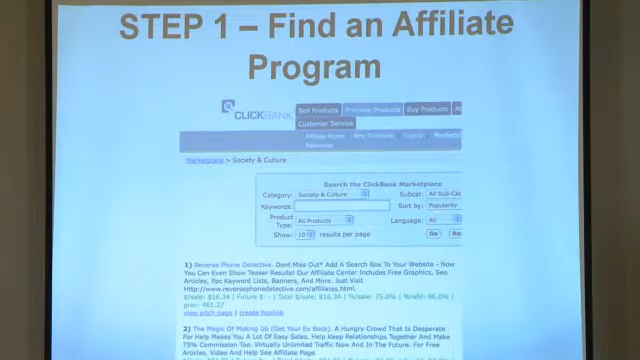 STEP 1 – Find an Affiliate
Program
CLICKBANK
Sell Products Promote Products Buy Products
Customer Service
Affiliate Home Why ClickBank
Resources
Marketplace > Society & Culture
Search the ClickBank Marketplace
Category: Society & Culture Subcat: All Sub-Cat
Keywords: Sort by: Popularity
Product Type: All Products Language: All
Show: 10 results per page Go
1) Reverse Phone Detective. Dont Miss Out* Add A Search Box To Your Website - Now
You Can Even Show Teaser Results! Our Affiliate Center Includes Free Graphics, Seo
Articles, Ppc Keyword Lists, Banners, And More. Just Visit
Http://www.reversephonedetective.com/affiliates.html.
$/sale: $16.34 | Future $: - | Total $/sale: $16.34 | %/sale: 75.0% | %refd: 96.0% |
grav: 461.27
view pitch page | create hoplink
2) The Magic Of Making Up (Get Your Ex Back). A Hungry Crowd That Is Desperate
For Help Makes You A Lot Of Easy Sales. Help Keep Relationships Together And Make
75% Commission Too. Virtually Unlimited Traffic Now And In The Future. For Free
Articles, Video And Help See Affiliate Page.